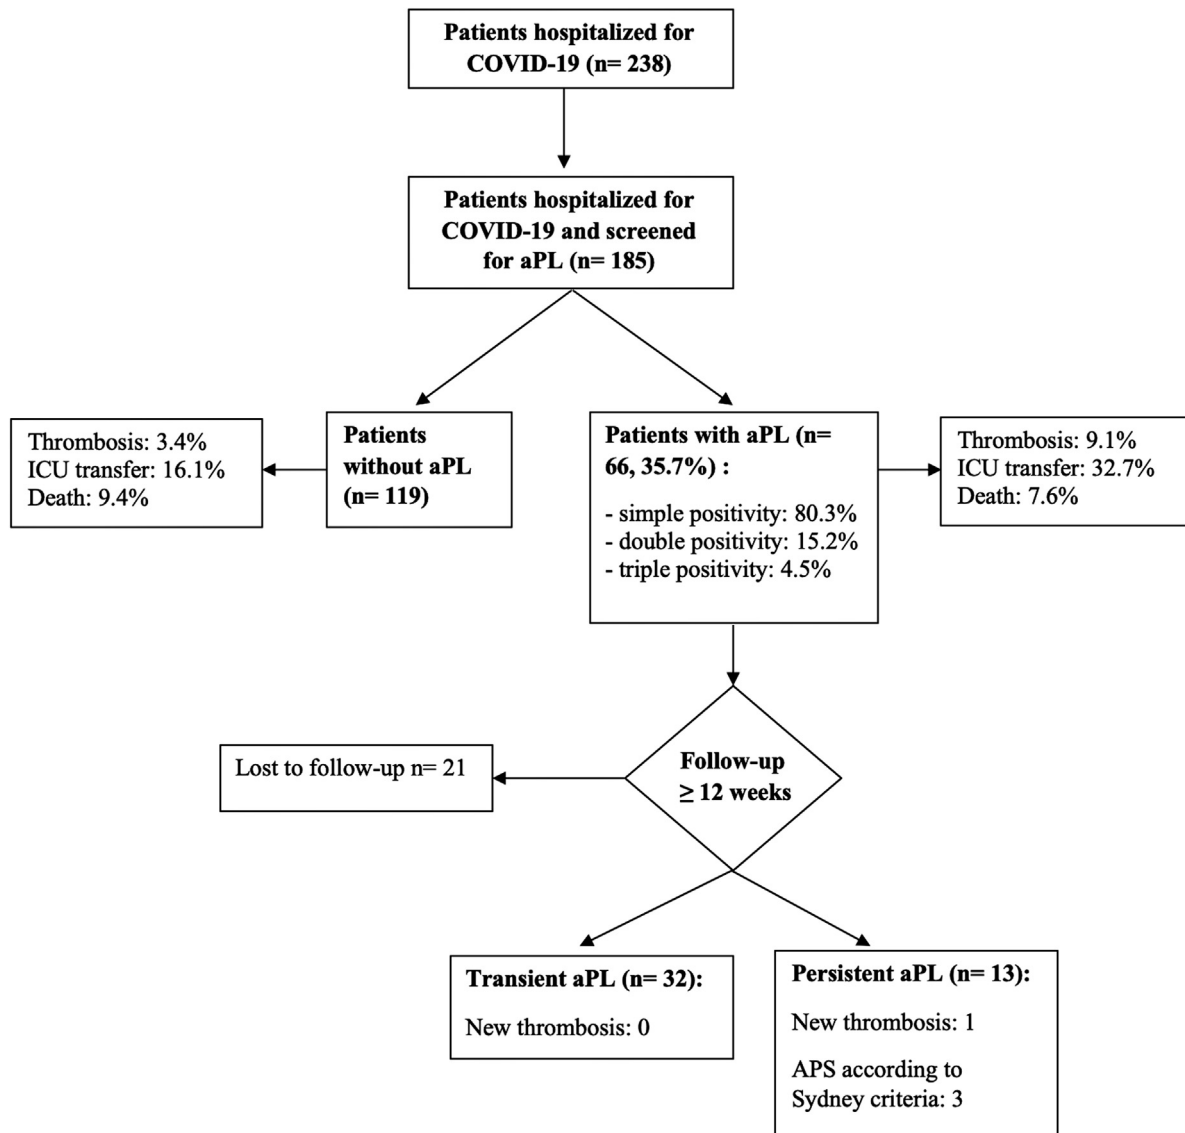 Patients hospitalized for
COVID-19 (n= 238)
Patients hospitalized for
COVID-19 and screened
for aPL (n= 185)
Thrombosis: 3.4%
ICU transfer: 16.1%
Death: 9.4%
Patients
without aPL
(n= 119)
Patients with aPL (n=
66, 35.7%) :
- simple positivity: 80.3%
- double positivity: 15.2%
- triple positivity: 4.5%
Thrombosis: 9.1%
ICU transfer: 32.7%
Death: 7.6%
Lost to follow-up n= 21
Follow-up
≥ 12 weeks
Transient aPL (n= 32):
New thrombosis: 0
Persistent aPL (n= 13):
New thrombosis: 1
APS according to
Sydney criteria: 3